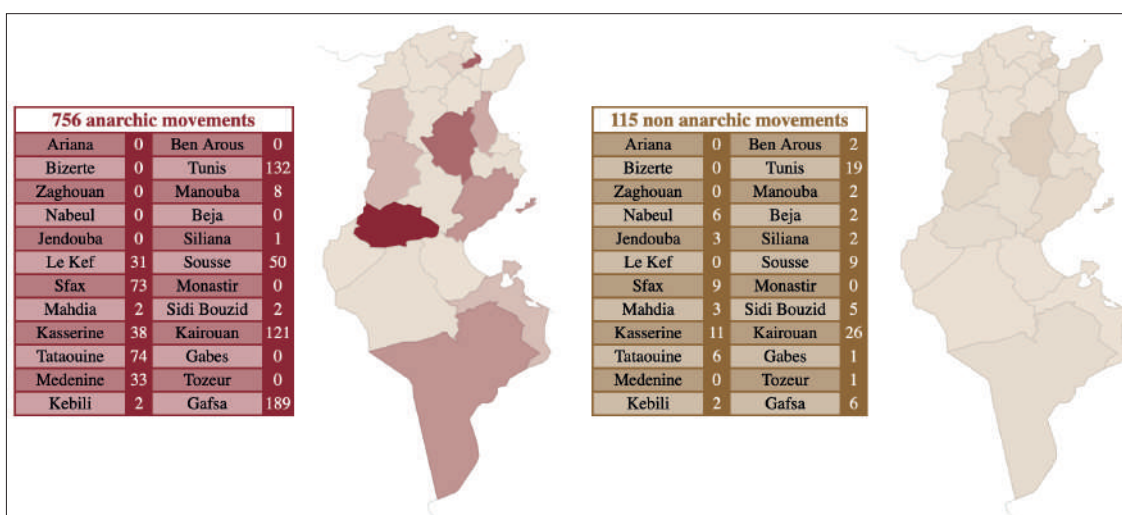 756 anarchic movements
Ariana 0 Ben Arous 0
Bizerte 0 Tunis 132
Zaghouan 0 Manouba 8
Nabeul 0 Beja 0
Jendouba 0 Siliana 1
Le Kef 31 Sousse 50
Sfax 73 Monastir 0
Mahdia 2 Sidi Bouzid 2
Kasserine 38 Kairouan 121
Tataouine 74 Gabes 0
Medenine 33 Tozeur 0
Kebili 2 Gafsa 189
115 non anarchic movements
Ariana 0 Ben Arous 2
Bizerte 0 Tunis 19
Zaghouan 0 Manouba 2
Nabeul 6 Beja 2
Jendouba 3 Siliana 2
Le Kef 0 Sousse 9
Sfax 9 Monastir 0
Mahdia 3 Sidi Bouzid 5
Kasserine 11 Kairouan 26
Tataouine 6 Gabes 1
Medenine 0 Tozeur 1
Kebili 2 Gafsa 6